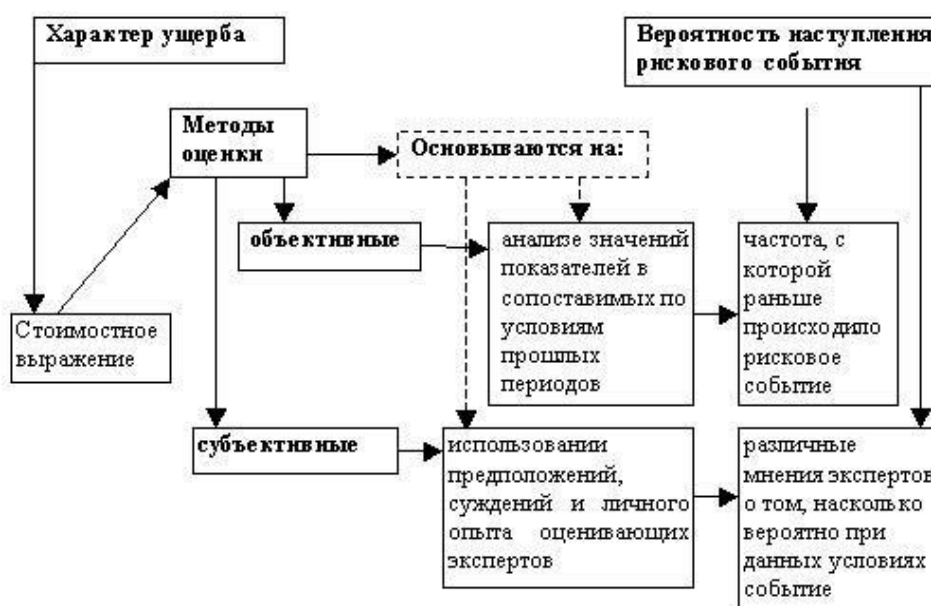 Характер ущерба
Вероятность наступления
рискового события
Методы
оценки
Основываются на:
объективные
анализе значений
показателей в
сопоставимых по
условиям
прошлых
периодов
частота, с
которой
раньше
происходило
рисковое
событие
Стоимостное
выражение
субъективные
использовании
предположений,
суждений и личного
опыта оценивающих
экспертов
различные
мнения экспертов
о том, насколько
вероятно при
данных условиях
событие